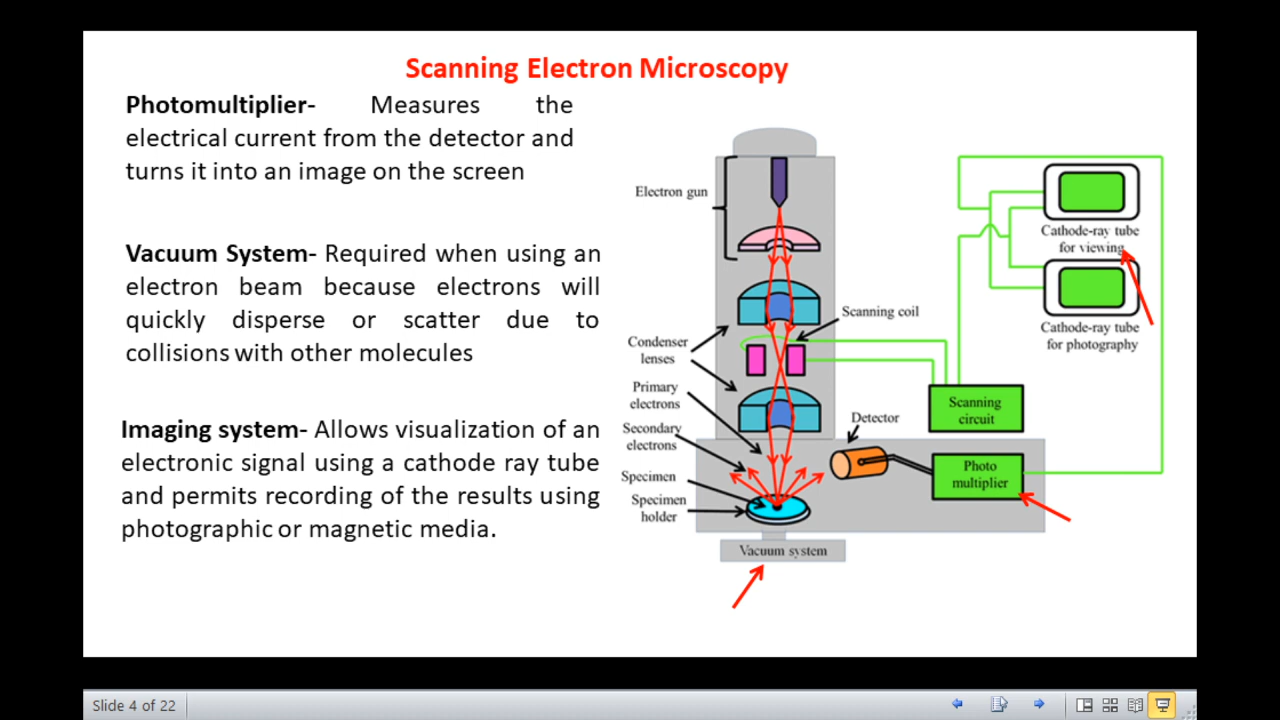 Scanning Electron Microscopy
Photomultiplier- Measures the
electrical current from the detector and
turns it into an image on the screen
Vacuum System- Required when using an
electron beam because electrons will
quickly disperse or scatter due to
collisions with other molecules
Imaging system- Allows visualization of an
electronic signal using a cathode ray tube
and permits recording of the results using
photographic or magnetic media.
Electron gun
Condenser
lenses
Scanning coil
Primary
electrons
Secondary
electrons
Specimen
Specimen
holder
Vacuum system
Detector
Cathode-ray tube
for viewing
Cathode-ray tube
for photography
Scanning
circuit
Photo
multiplier
Slide 4 of 22